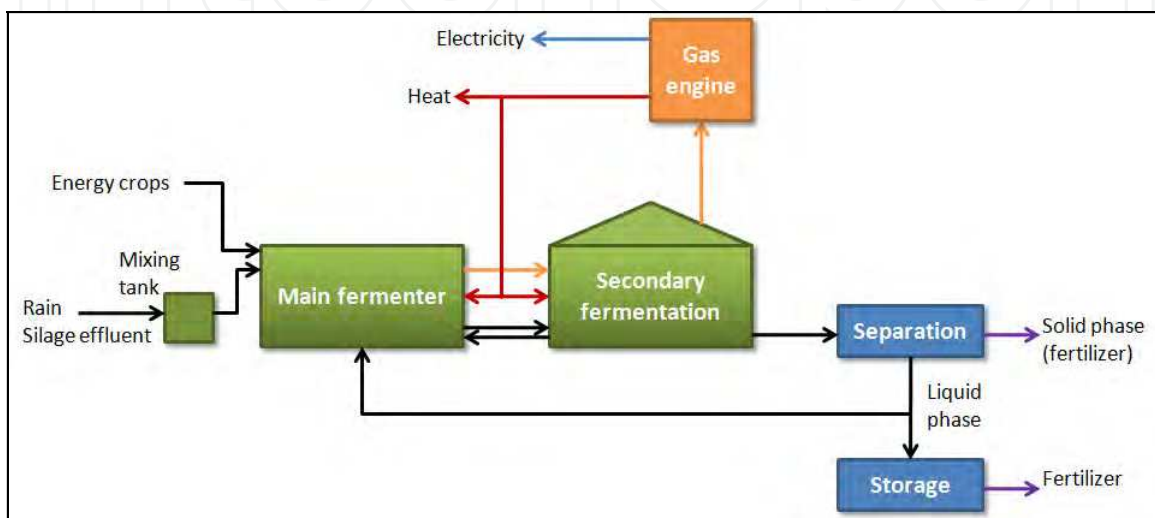 Electricity
Gas
engine
Heat
Energy crops
Mixing
tank
Rain
Silage effluent
Main fermenter
Secondary
fermentation
Separation
Solid phase
(fertilizer)
Liquid
phase
Storage
Fertilizer